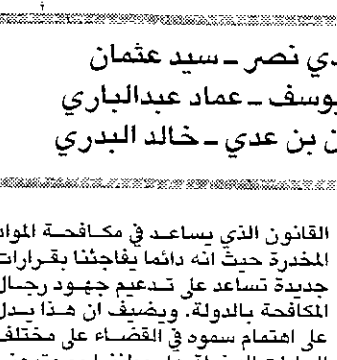 دي نصر ـ سيد عثمان
يوسف ـ عماد عبدالباري
ن بن عدي ـ خالد البدري
القانون الذي يساعد في مكافحة المواد
المخدرة حيث انه دائما يفاجئنا بقرارات
جديدة تساعد على تدعيم جهود رجال
المكافحة بالدولة. ويضيف ان هذا يدل
على اهتمام سموه في القضاء على مختلف